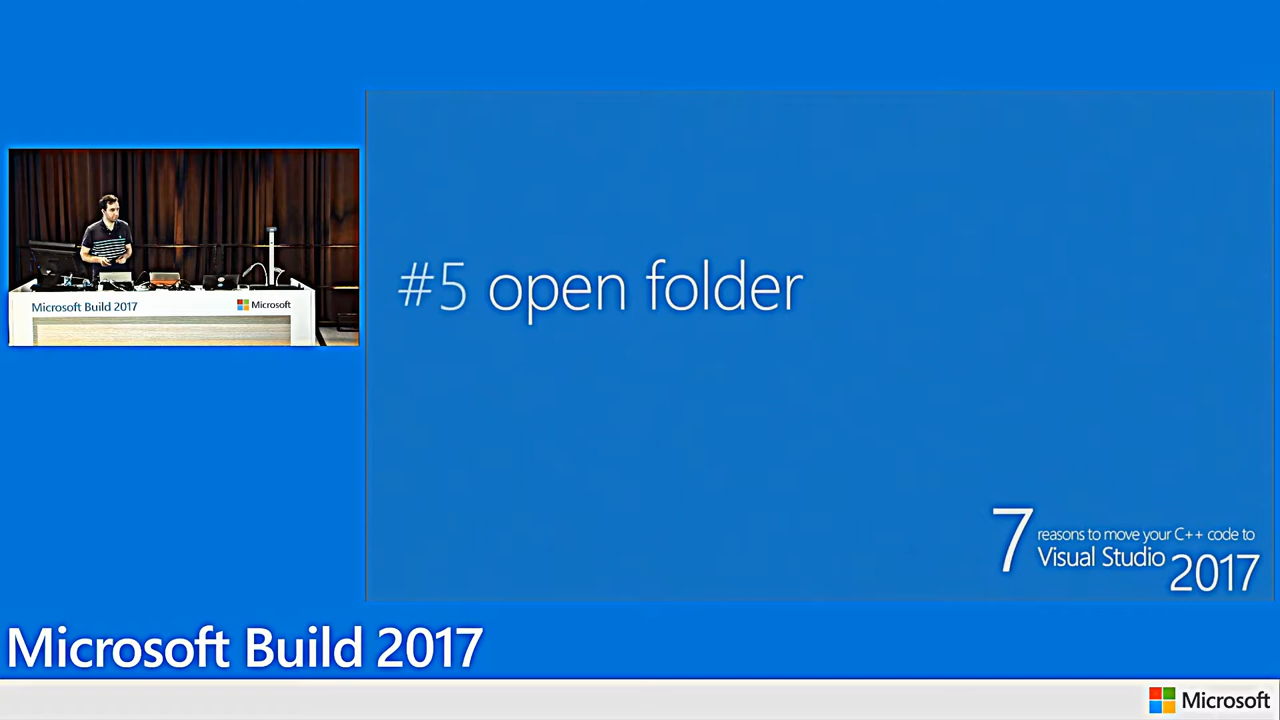 #5 open folder
Microsoft Build 2017
Microsoft
7 reasons to move your C++ code to
Visual Studio 2017
Microsoft Build 2017
Microsoft